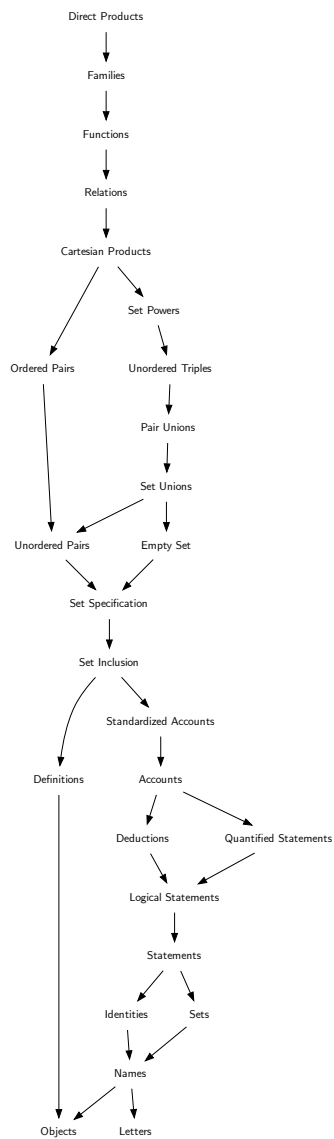 Direct Products
Families
Functions
Relations
Cartesian Products
Set Powers
Ordered Pairs
Unordered Triples
Pair Unions
Set Unions
Unordered Pairs
Empty Set
Set Specification
Set Inclusion
Standardized Accounts
Definitions
Accounts
Deductions
Quantified Statements
Logical Statements
Statements
Identities
Sets
Names
Objects
Letters